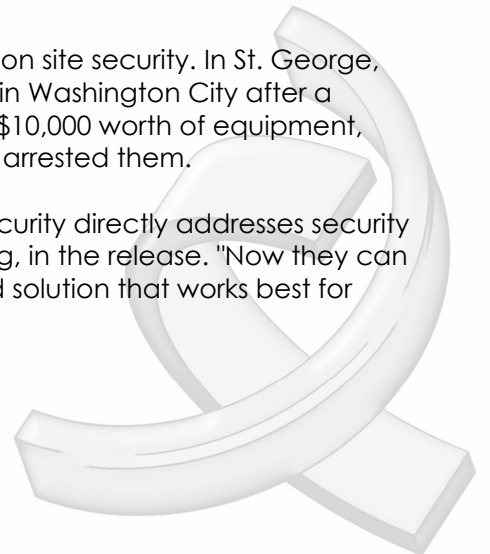 on site security. In St. George,
in Washington City after a
$10,000 worth of equipment,
arrested them.
curity directly addresses security
g, in the release. "Now they can
d solution that works best for